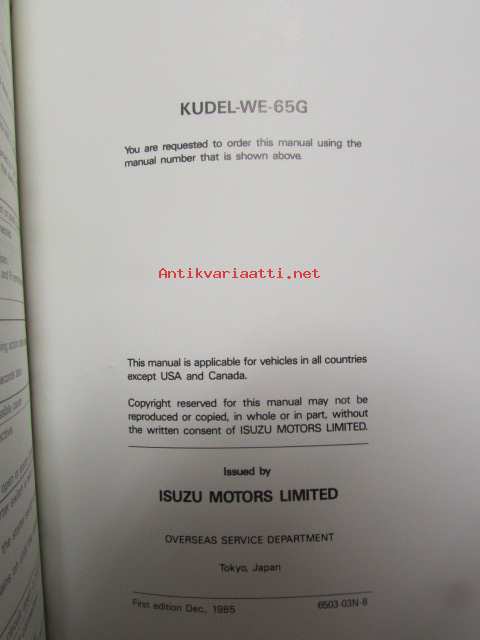 KUDEL-WE-65G
You are requested to order this manual using the
manual number that is shown above.
Antikvariaatti.net
This manual is applicable for vehicles in all countries
except USA and Canada.
Copyright reserved for this manual may not be
reproduced or copied, in whole or in part, without
the written consent of ISUZU MOTORS LIMITED.
Issued by
ISUZU MOTORS LIMITED
OVERSEAS SERVICE DEPARTMENT
Tokyo, Japan
First edition Dec., 1985 6503-03N-8